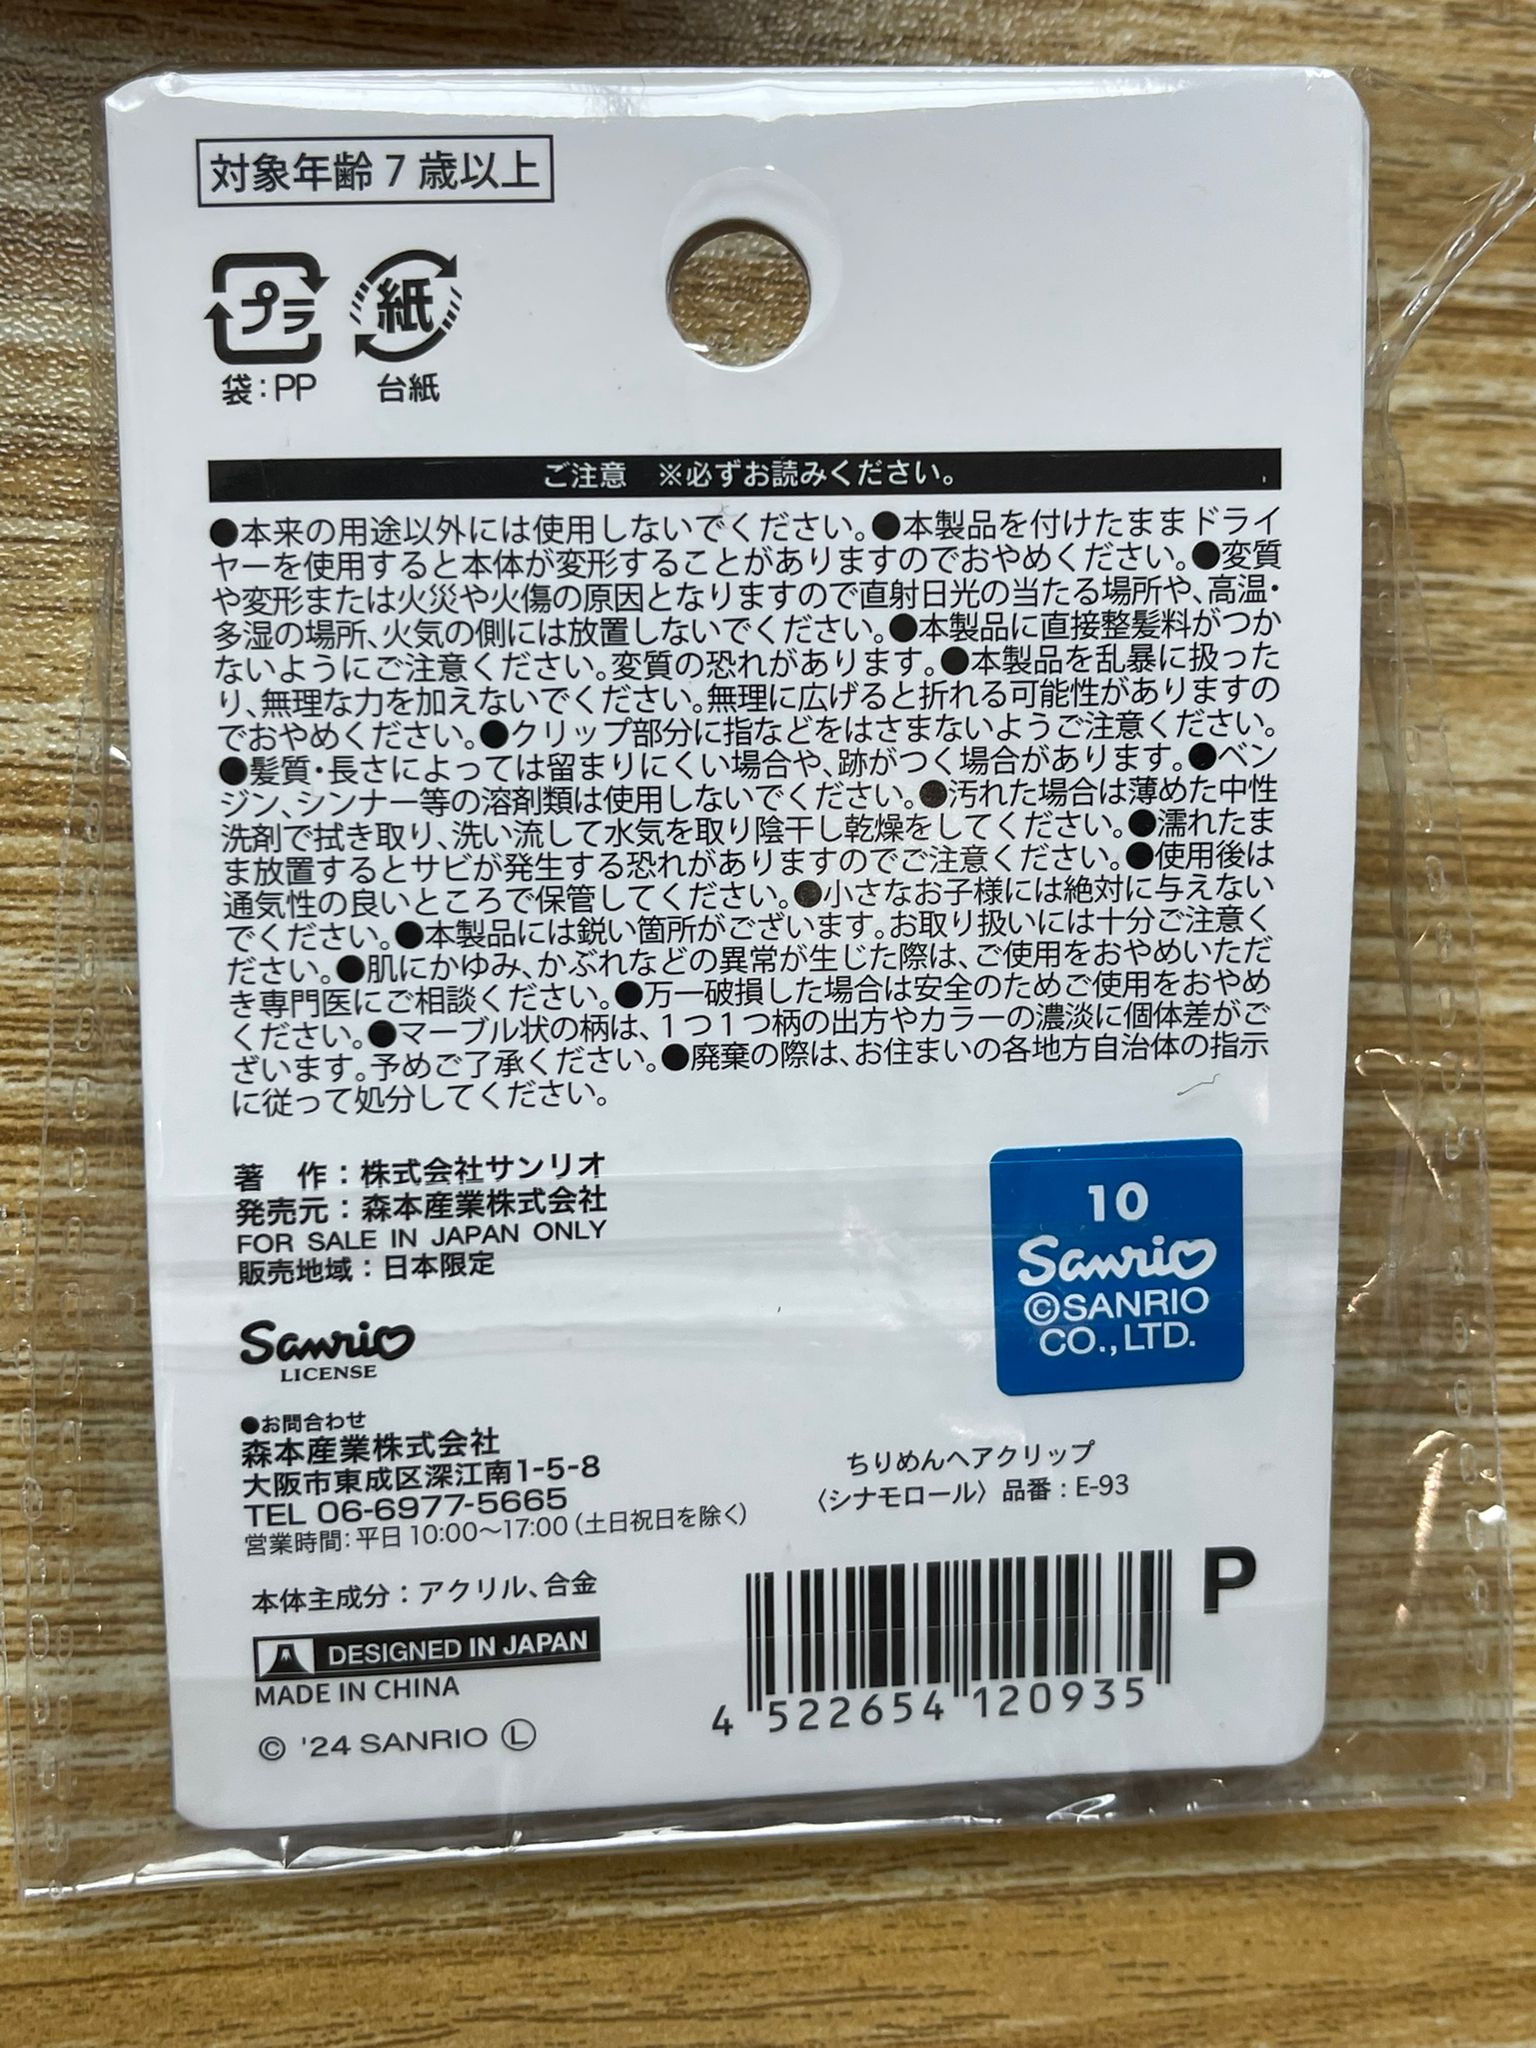 対象年齢 7 歳以上
プラ 紙
袋：PP 台紙
ご注意　※必ずお読みください。
●本来の用途以外には使用しないでください。●本製品を付けたままドライ
ヤーを使用すると本体が変形することがありますのでおやめください。●変質
や変形または火災や火傷の原因となりますので直射日光の当たる場所や、高温・
多湿の場所、火気の側には放置しないでください。●本製品に直接整髪料がつか
ないようにご注意ください。変質の恐れがあります。●本製品を乱暴に扱った
り、無理な力を加えないでください。無理に広げると折れる可能性がありますの
でおやめください。●クリップ部分に指などをはさまないようご注意ください。
●髪質・長さによっては留まりにくい場合や、跡がつく場合があります。●ベン
ジン、シンナー等の溶剤類は使用しないでください。●汚れた場合は薄めた中性
洗剤で拭き取り、洗い流して水気を取り陰干し乾燥をしてください。●濡れたま
ま放置するとサビが発生する恐れがありますのでご注意ください。●使用後は
通気性の良いところで保管してください。●小さなお子様には絶対に与えない
でください。●本製品には鋭い箇所がございます。お取り扱いには十分ご注意く
ださい。●肌にかゆみ、かぶれなどの異常が生じた際は、ご使用をおやめいただ
き専門医にご相談ください。●万一破損した場合は安全のためご使用をおやめ
ください。●マーブル状の柄は、１つ１つ柄の出方やカラーの濃淡に個体差がご
ざいます。予めご了承ください。●廃棄の際は、お住まいの各地方自治体の指示
に従って処分してください。
著　作：株式会社サンリオ
発売元：森本産業株式会社
FOR SALE IN JAPAN ONLY
販売地域：日本限定
Sanrio
LICENSE
10
Sanrio
©SANRIO
CO.,LTD.
●お問合わせ
森本産業株式会社
大阪市東成区深江南1-5-8
TEL 06-6977-5665
営業時間：平日 10:00～17:00（土日祝日を除く）
ちりめんヘアクリップ
〈シナモロール〉品番：E-93
本体主成分：アクリル、合金
DESIGNED IN JAPAN
MADE IN CHINA
© '24 SANRIO Ⓛ
P
4 522654 120935